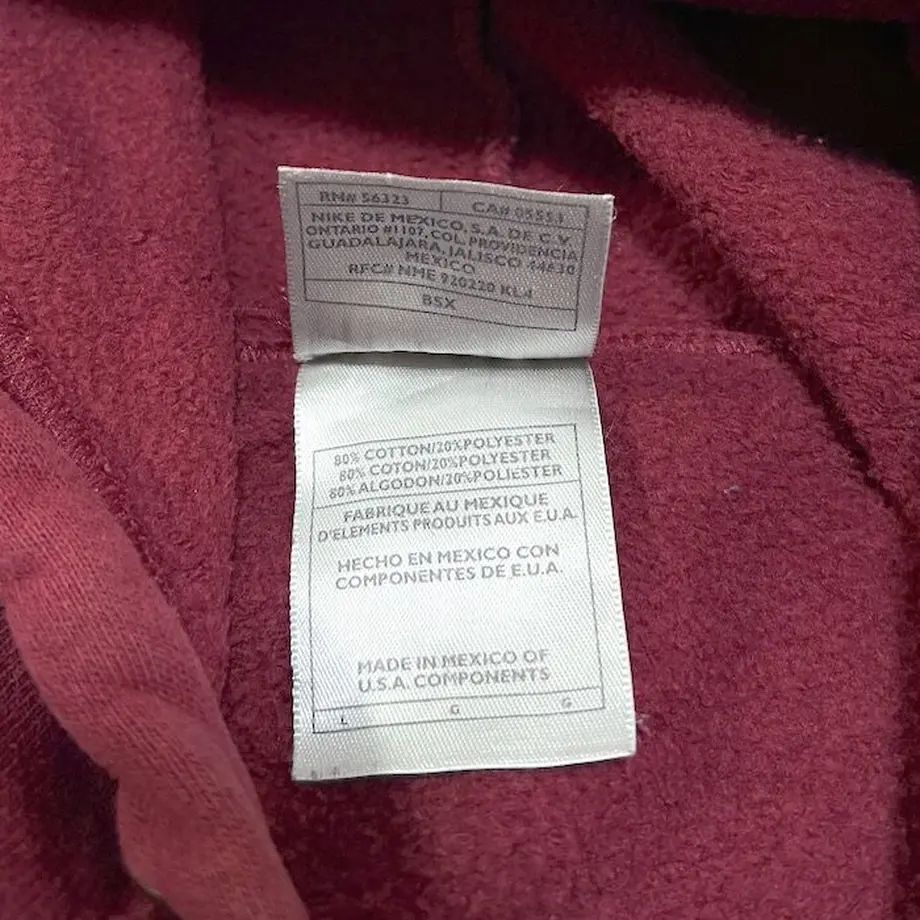 RN# 56323 CA# 05553
NIKE DE MEXICO, S.A. DE C.V.
ONTARIO #1107, COL. PROVIDENCIA
GUADALAJARA, JALISCO 44630
MEXICO
RFC# NME 920220 KL4
BSX
80% COTTON/20%POLYESTER
80% COTON/20%POLYESTER
80% ALGODON/20%POLIESTER
FABRIQUE AU MEXIQUE
D'ELEMENTS PRODUITS AUX E.U.A.
HECHO EN MEXICO CON
COMPONENTES DE E.U.A.
MADE IN MEXICO OF
U.S.A. COMPONENTS
L G G